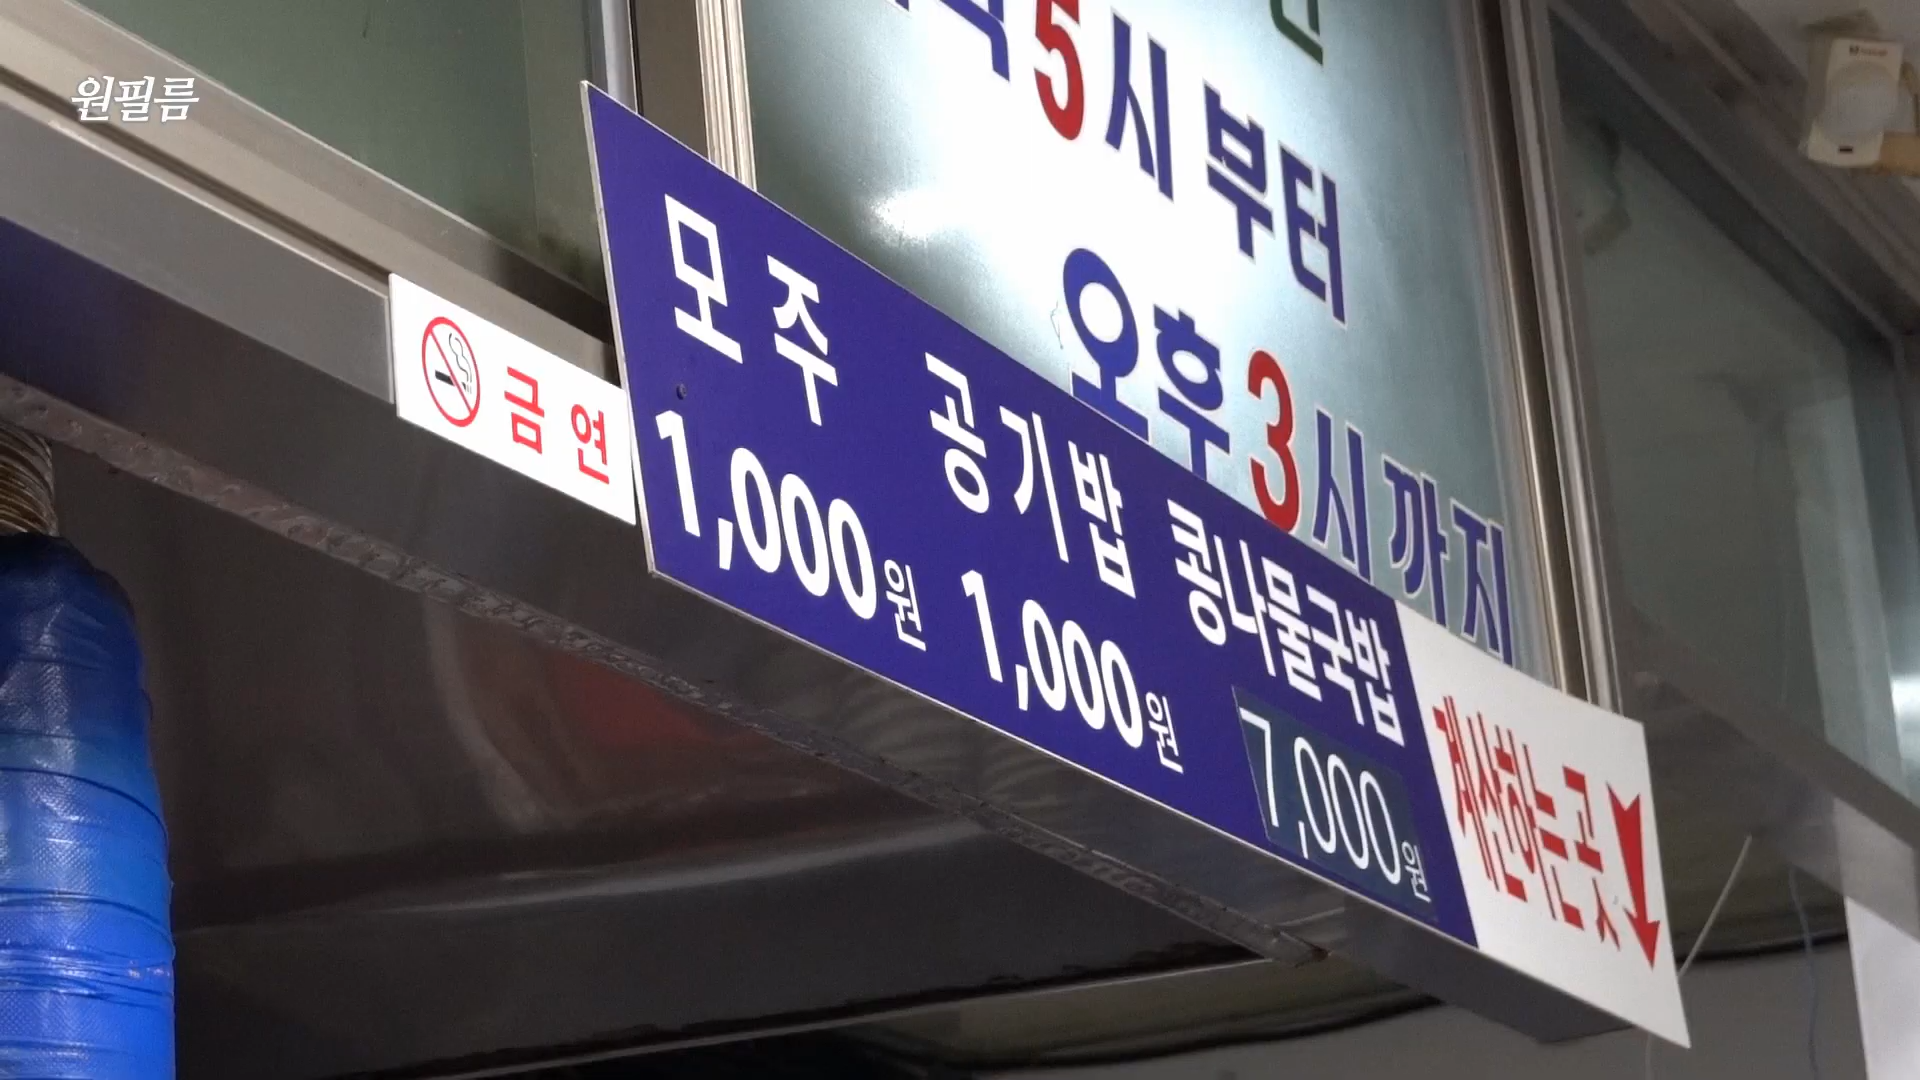 원필름
5시 부터
오후 3시 까지
금연
모주 공기밥 콩나물국밥
1,000원 1,000원 7,000원
계산하는곳